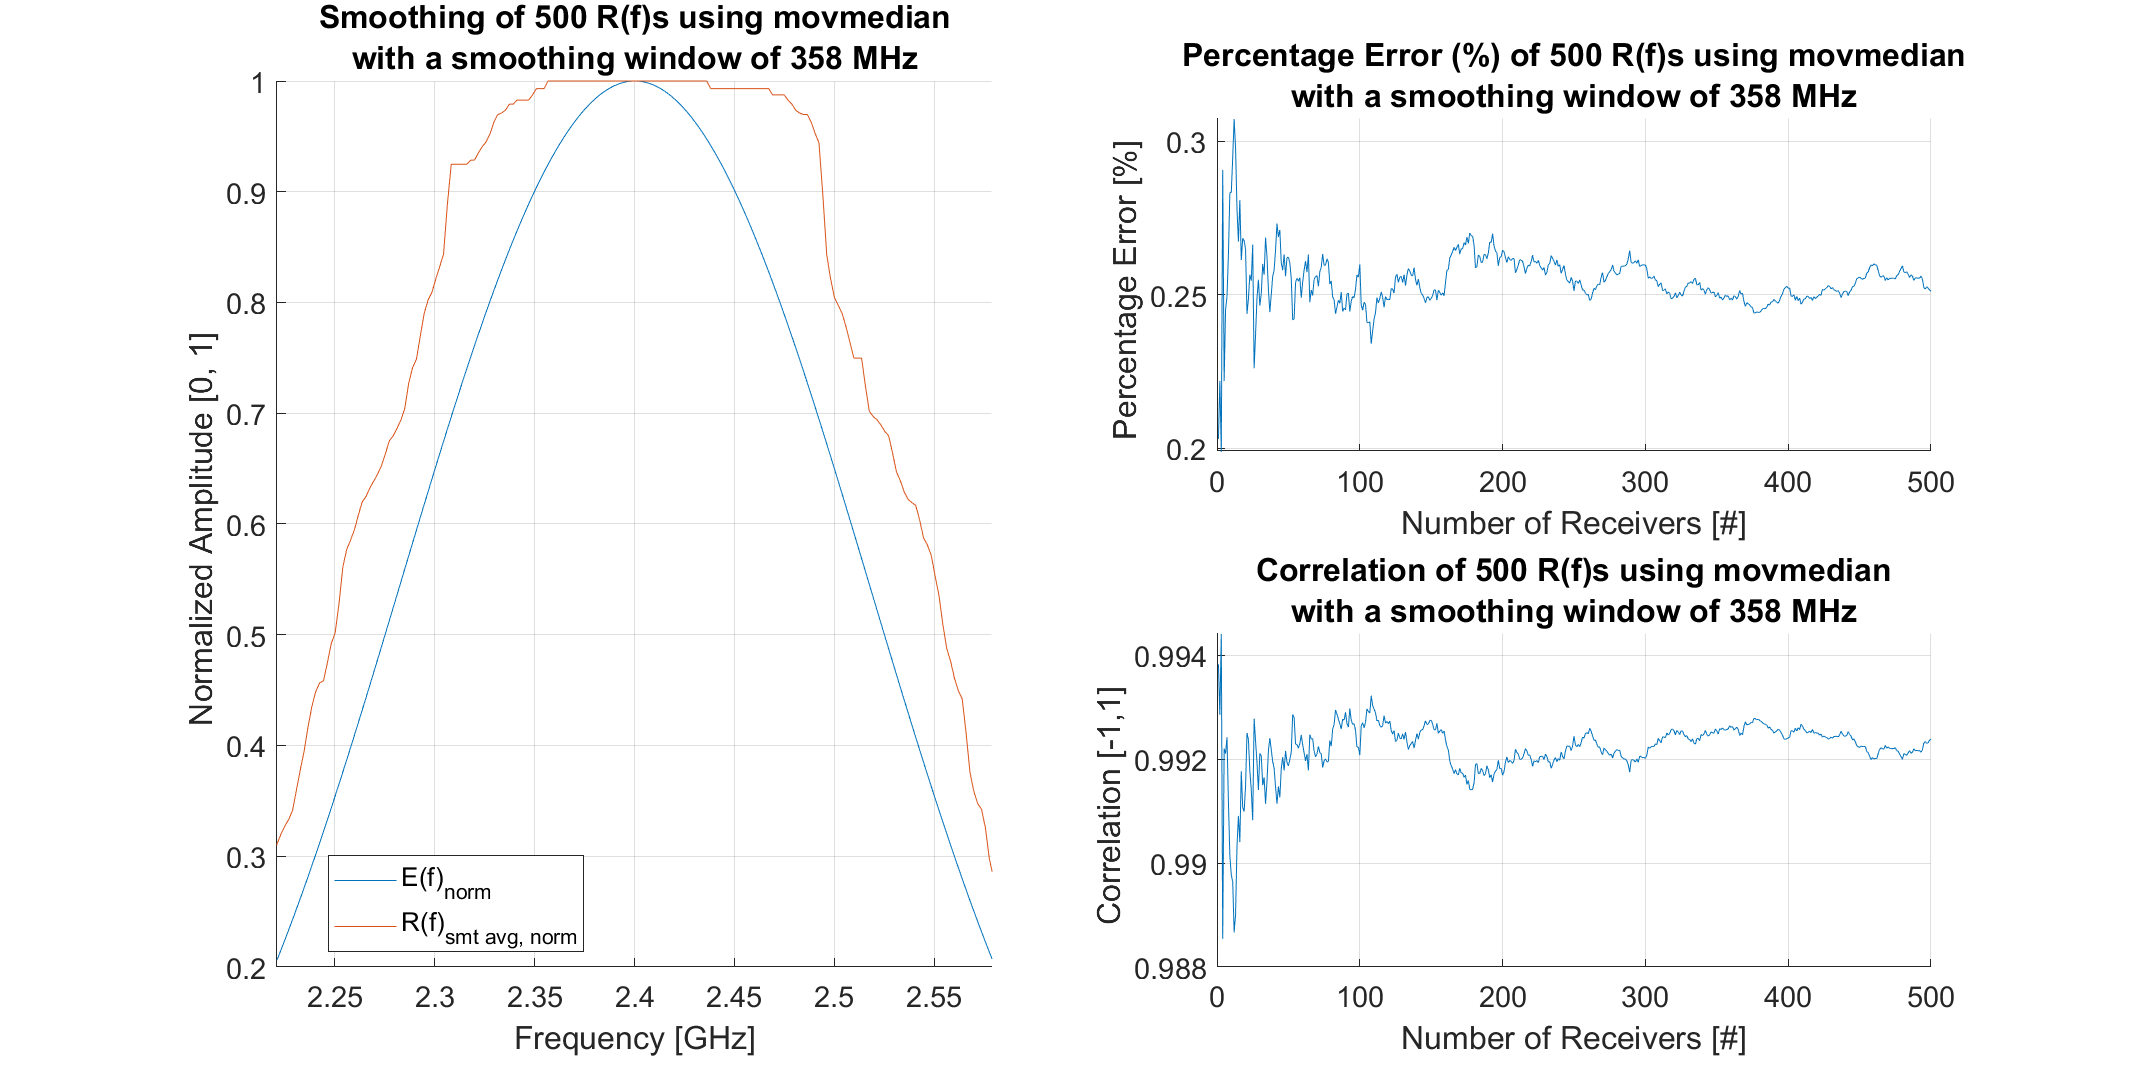 Smoothing of 500 R(f)s using movmedian
with a smoothing window of 358 MHz
1
0.9
0.8
0.7
0.6
0.5
0.4
0.3
0.2
Normalized Amplitude [0, 1]
E(f)norm
R(f)smt avg, norm
2.25 2.3 2.35 2.4 2.45 2.5 2.55
Frequency [GHz]
Percentage Error (%) of 500 R(f)s using movmedian
with a smoothing window of 358 MHz
0.3
0.25
0.2
Percentage Error [%]
0 100 200 300 400 500
Number of Receivers [#]
Correlation of 500 R(f)s using movmedian
with a smoothing window of 358 MHz
0.994
0.992
0.99
0.988
Correlation [-1,1]
0 100 200 300 400 500
Number of Receivers [#]